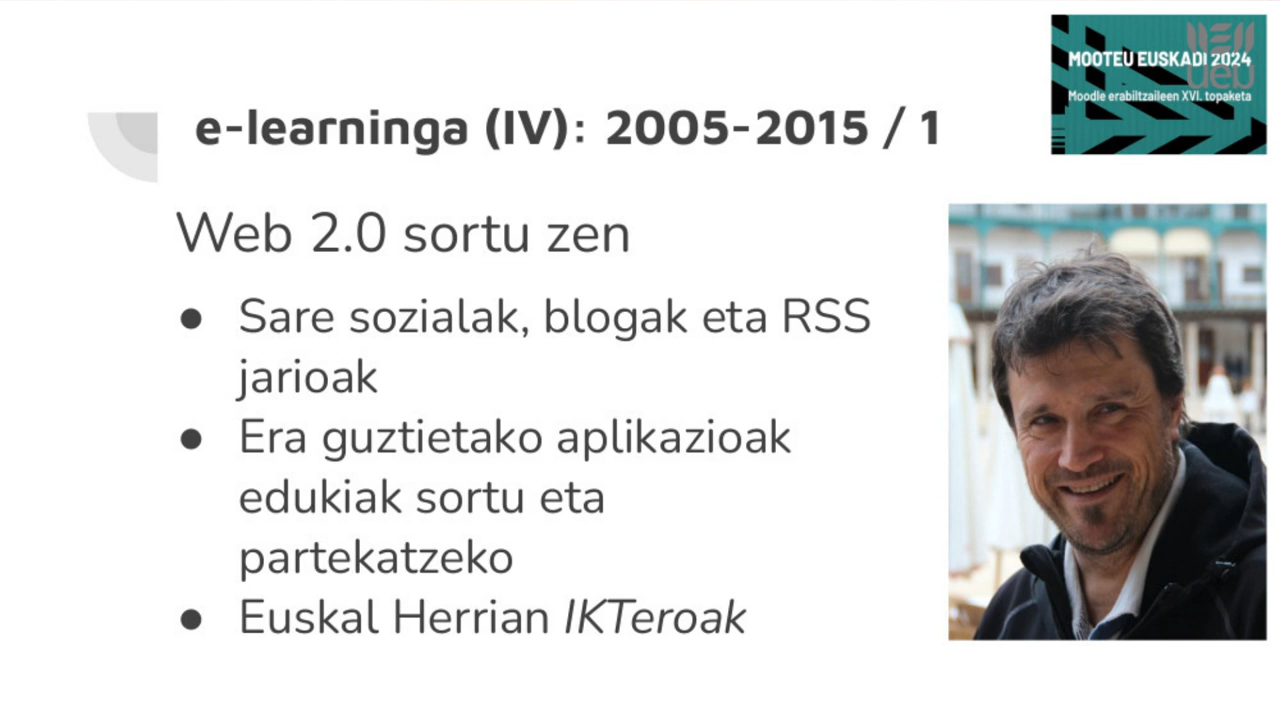 MOOTEU EUSKADI 2024
ueu
Moodle erabiltzaileen XVI. topaketa
e-learninga (IV): 2005-2015 / 1
Web 2.0 sortu zen
● Sare sozialak, blogak eta RSS
jarioak
● Era guztietako aplikazioak
edukiak sortu eta
partekatzeko
● Euskal Herrian IKTeroak